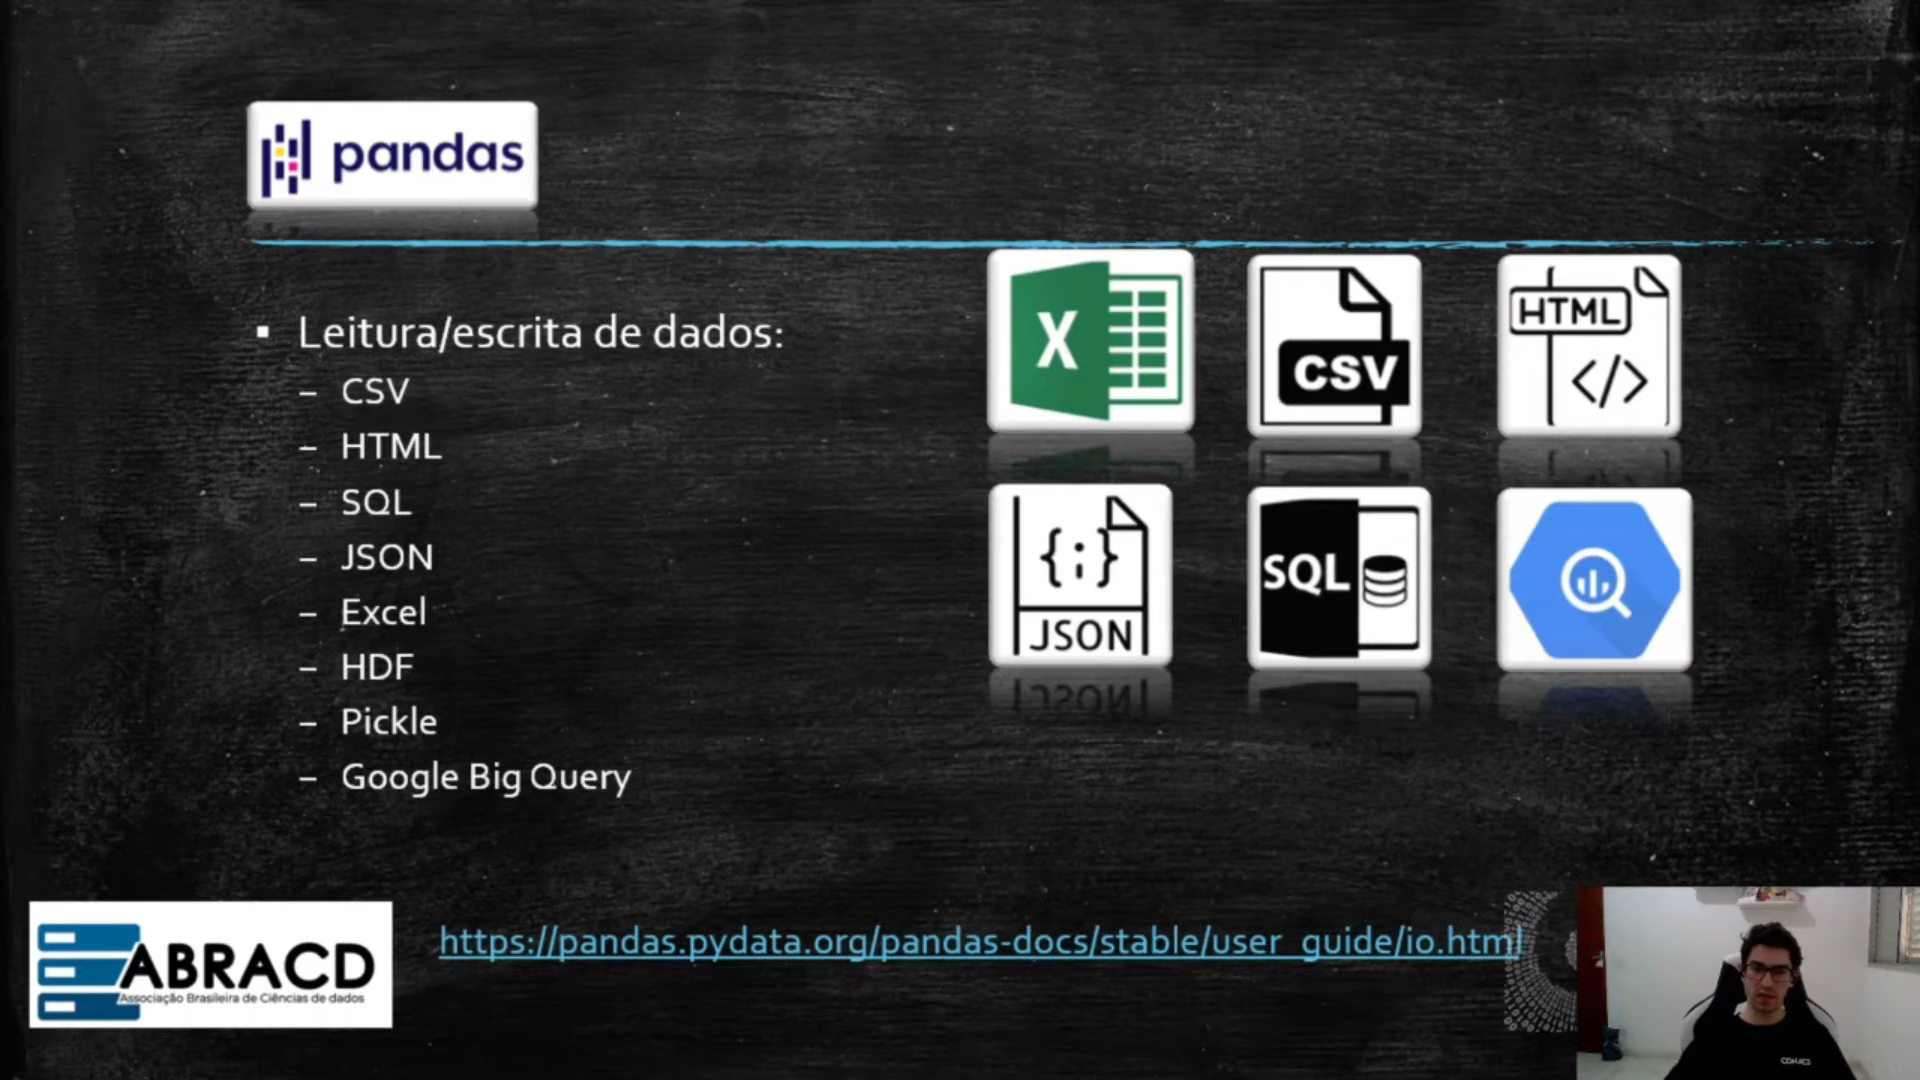 pandas
▪ Leitura/escrita de dados:
– CSV
– HTML
– SQL
– JSON
– Excel
– HDF
– Pickle
– Google Big Query
X
CSV
HTML
</>
{;}
JSON
SQL
ABRACD
Associação Brasileira de Ciências de dados
https://pandas.pydata.org/pandas-docs/stable/user_guide/io.html